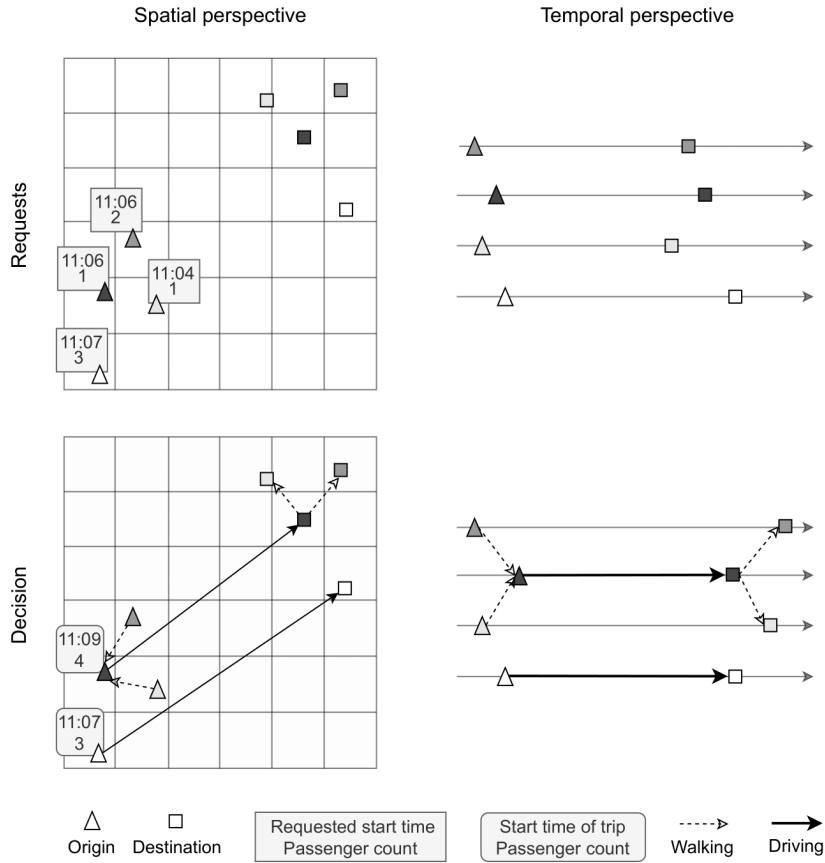 Spatial perspective
Temporal perspective
Requests
11:06
2
11:06
1
11:04
1
11:07
3
Decision
11:09
4
11:07
3
Origin
Destination
Requested start time
Passenger count
Start time of trip
Passenger count
Walking
Driving